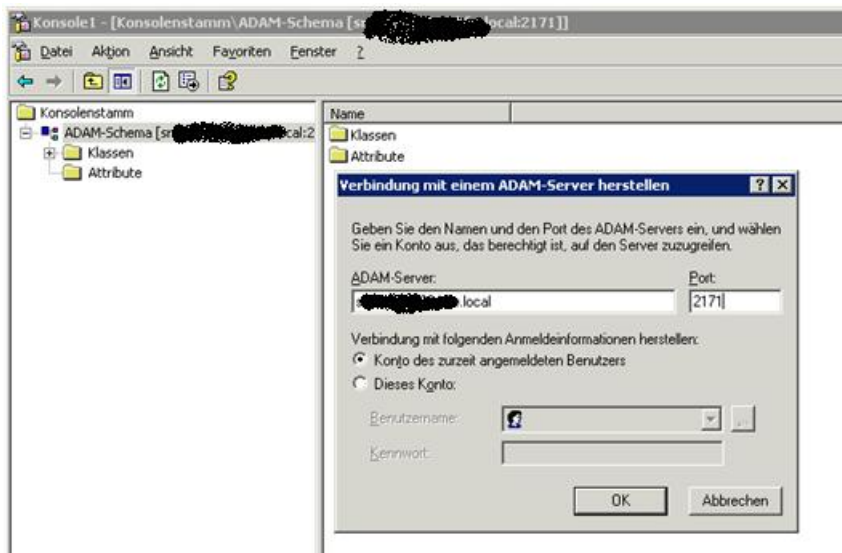 Konsole1 - [Konsolenstamm\ADAM-Schema [s ocal:2171]]
Datei Aktion Ansicht Favoriten Fenster ?
Konsolenstamm
ADAM-Schema [sr cal:2
Klassen
Attribute
Name
Klassen
Attribute
Verbindung mit einem ADAM-Server herstellen
Geben Sie den Namen und den Port des ADAM-Servers ein, und wählen
Sie ein Konto aus, das berechtigt ist, auf den Server zuzugreifen.
ADAM-Server: Port:
s .local 2171
Verbindung mit folgenden Anmeldeinformationen herstellen:
Konto des zurzeit angemeldeten Benutzers
Dieses Konto:
Benutzername: ...
Kennwort:
OK Abbrechen